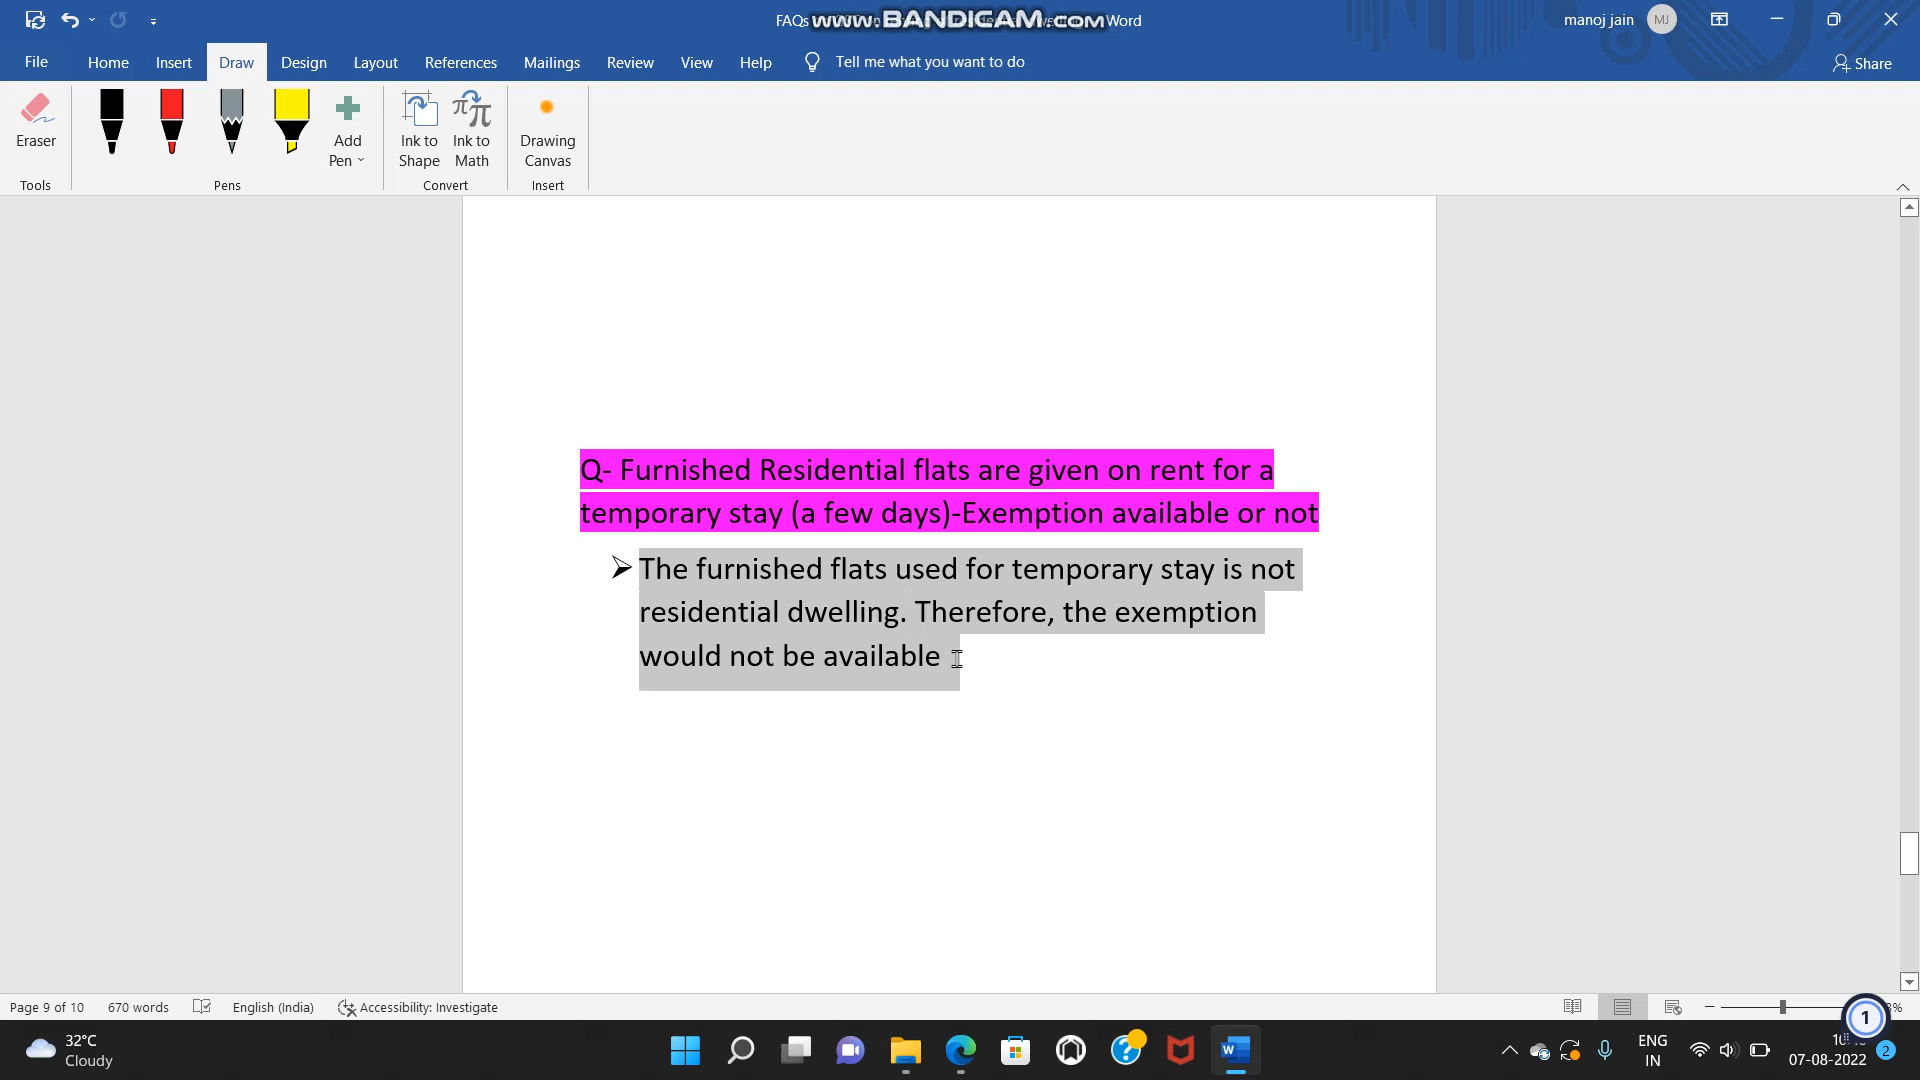 FAQs
www.BANDICAM.com
Word
manoj jain
MJ
File
Home
Insert
Draw
Design
Layout
References
Mailings
Review
View
Help
Tell me what you want to do
Share
Eraser
Add
Pen
Ink to
Shape
Ink to
Math
Drawing
Canvas
Tools
Pens
Convert
Insert
Q- Furnished Residential flats are given on rent for a
temporary stay (a few days)-Exemption available or not
➢ The furnished flats used for temporary stay is not
residential dwelling. Therefore, the exemption
would not be available
Page 9 of 10
670 words
English (India)
Accessibility: Investigate
1
32°C
Cloudy
W
ENG
IN
07-08-2022
2